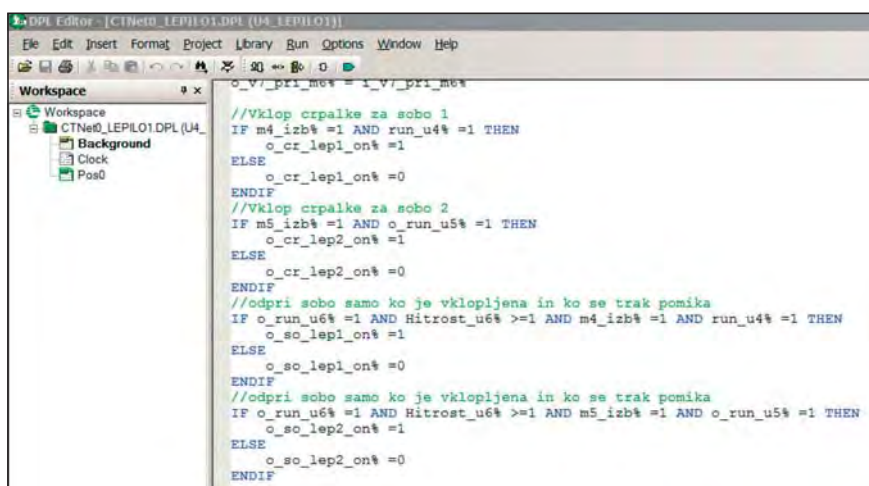 DPL Editor - [CTNet0_LEPILO1.DPL (U4_LEPILO1)]
File Edit Insert Format Project Library Run Options Window Help
Workspace
Workspace
CTNet0_LEPILO1.DPL (U4_
Background
Clock
Pos0
o_v7_pri_m6% = i_v7_pri_m6%
//Vklop crpalke za sobo 1
IF m4_izb% =1 AND run_u4% =1 THEN
o_cr_lep1_on% =1
ELSE
o_cr_lep1_on% =0
ENDIF
//Vklop crpalke za sobo 2
IF m5_izb% =1 AND o_run_u5% =1 THEN
o_cr_lep2_on% =1
ELSE
o_cr_lep2_on% =0
ENDIF
//odpri sobo samo ko je vklopljena in ko se trak pomika
IF o_run_u6% =1 AND Hitrost_u6% >=1 AND m4_izb% =1 AND run_u4% =1 THEN
o_so_lep1_on% =1
ELSE
o_so_lep1_on% =0
ENDIF
//odpri sobo samo ko je vklopljena in ko se trak pomika
IF o_run_u6% =1 AND Hitrost_u6% >=1 AND m5_izb% =1 AND o_run_u5% =1 THEN
o_so_lep2_on% =1
ELSE
o_so_lep2_on% =0
ENDIF